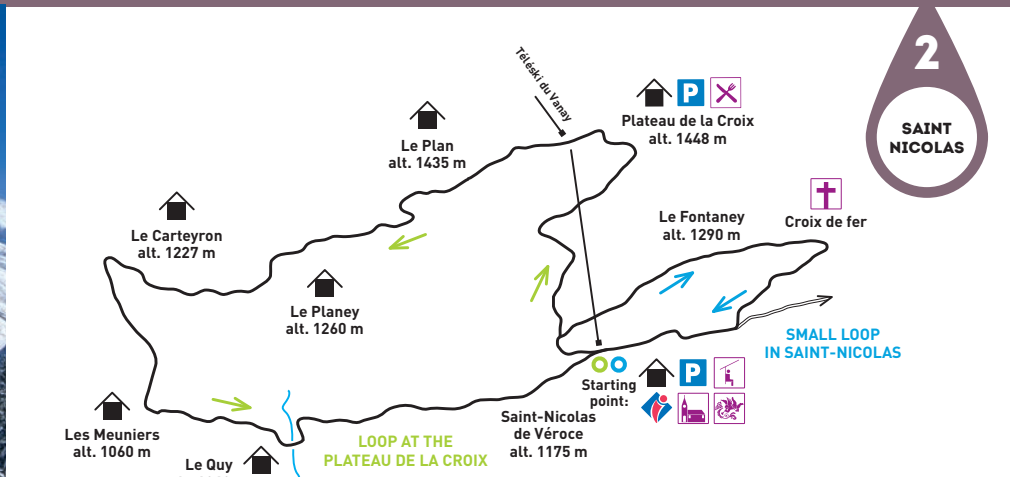 2
SAINT
NICOLAS
Téléski du Vanay
P
Plateau de la Croix
alt. 1448 m
Le Plan
alt. 1435 m
Croix de fer
Le Fontaney
alt. 1290 m
Le Carteyron
alt. 1227 m
Le Planey
alt. 1260 m
SMALL LOOP
IN SAINT-NICOLAS
P
Starting
point:
Saint-Nicolas
de Véroce
alt. 1175 m
Les Meuniers
alt. 1060 m
LOOP AT THE
PLATEAU DE LA CROIX
Le Quy